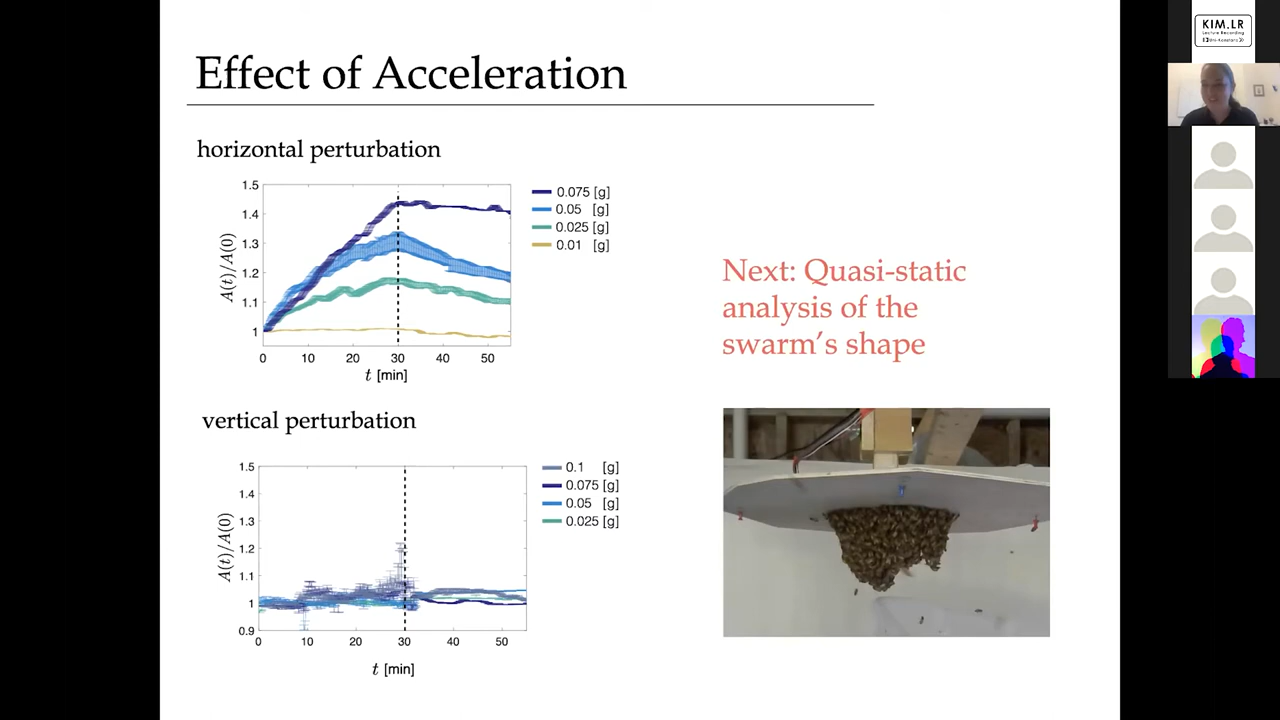 Effect of Acceleration
horizontal perturbation
1.5
1.4
1.3
1.2
1.1
1
A(t)/A(0)
0 10 20 30 40 50
t [min]
0.075 [g]
0.05 [g]
0.025 [g]
0.01 [g]
vertical perturbation
1.5
1.4
1.3
1.2
1.1
1
0.9
A(t)/A(0)
0 10 20 30 40 50
t [min]
0.1 [g]
0.075 [g]
0.05 [g]
0.025 [g]
Next: Quasi-static
analysis of the
swarm's shape
KIM.LR
Lecture Recording